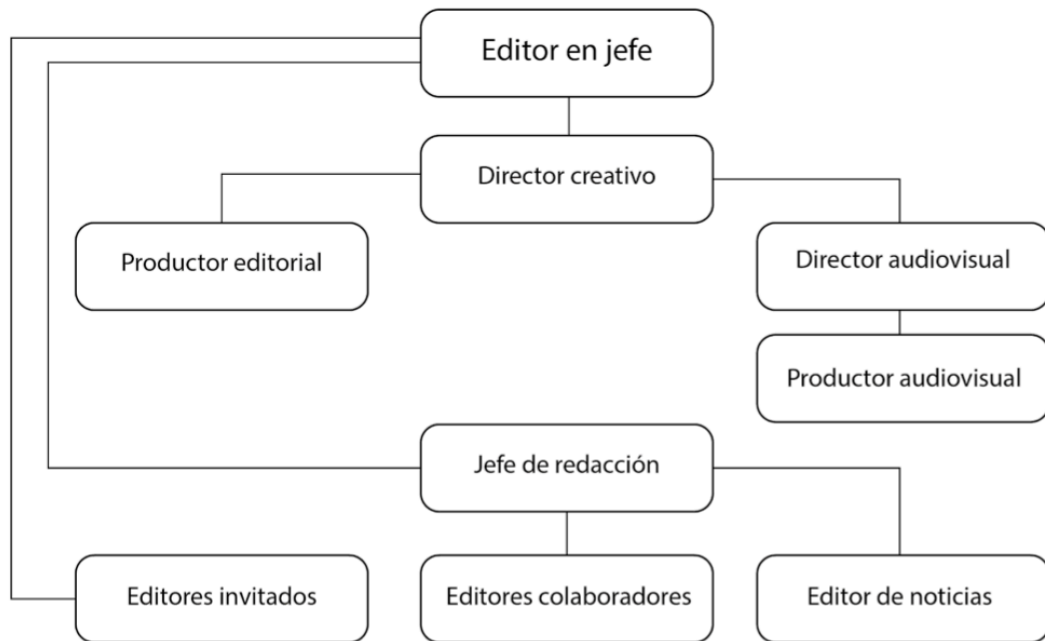 Editor en jefe
Director creativo
Productor editorial
Director audiovisual
Productor audiovisual
Jefe de redacción
Editores invitados
Editores colaboradores
Editor de noticias